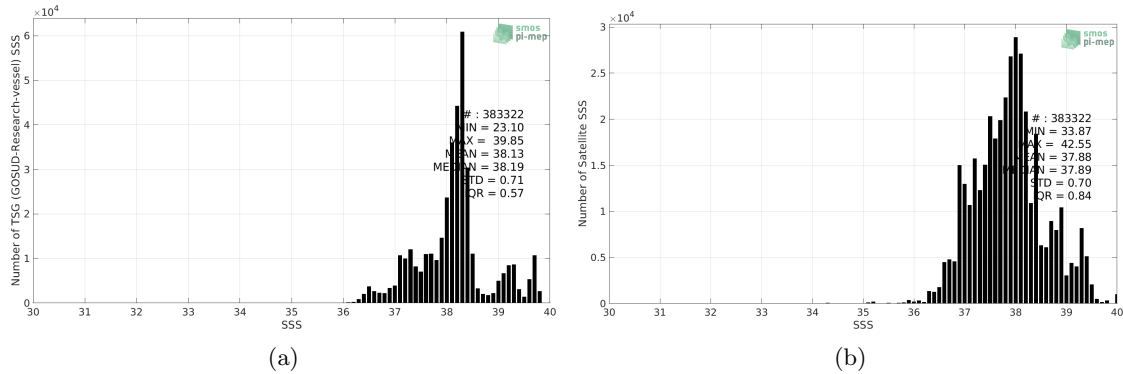 ×10⁴
smos
pi-mep
6
5
4
3
2
1
0
Number of TSG (GOSUD-Research-vessel) SSS
# : 383322
MIN = 23.10
MAX = 39.85
MEAN = 38.13
MEDIAN = 38.19
STD = 0.71
IQR = 0.57
30 31 32 33 34 35 36 37 38 39 40
SSS
(a)
×10⁴
smos
pi-mep
3
2.5
2
1.5
1
0.5
0
Number of Satellite SSS
# : 383322
MIN = 33.87
MAX = 42.55
MEAN = 37.88
MEDIAN = 37.89
STD = 0.70
IQR = 0.84
30 31 32 33 34 35 36 37 38 39 40
SSS
(b)